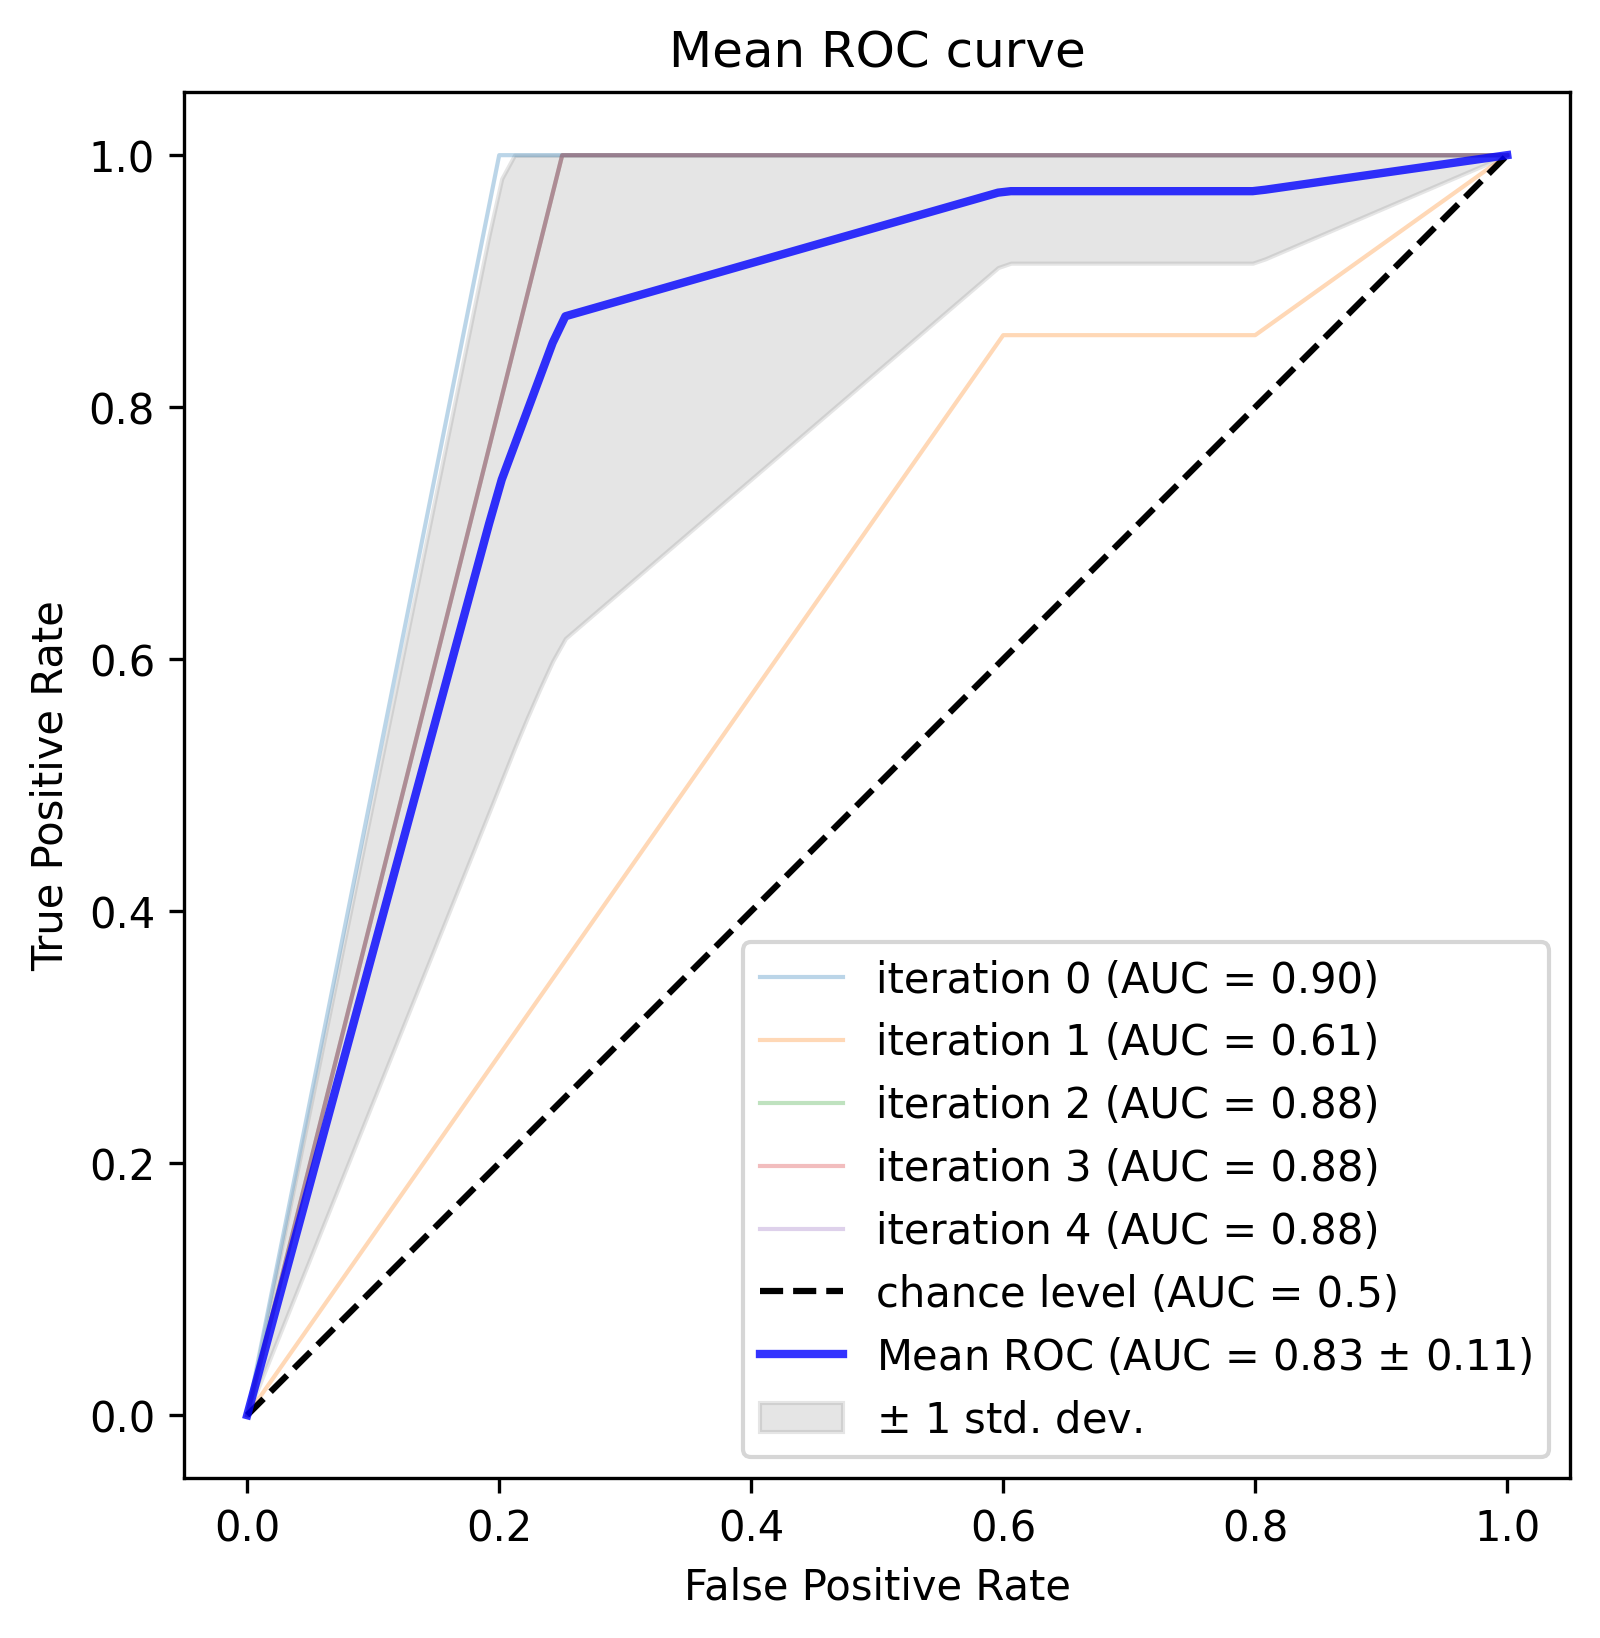 Mean ROC curve
1.0
0.8
0.6
0.4
0.2
0.0
True Positive Rate
iteration 0 (AUC = 0.90)
iteration 1 (AUC = 0.61)
iteration 2 (AUC = 0.88)
iteration 3 (AUC = 0.88)
iteration 4 (AUC = 0.88)
chance level (AUC = 0.5)
Mean ROC (AUC = 0.83 ± 0.11)
± 1 std. dev.
0.0 0.2 0.4 0.6 0.8 1.0
False Positive Rate